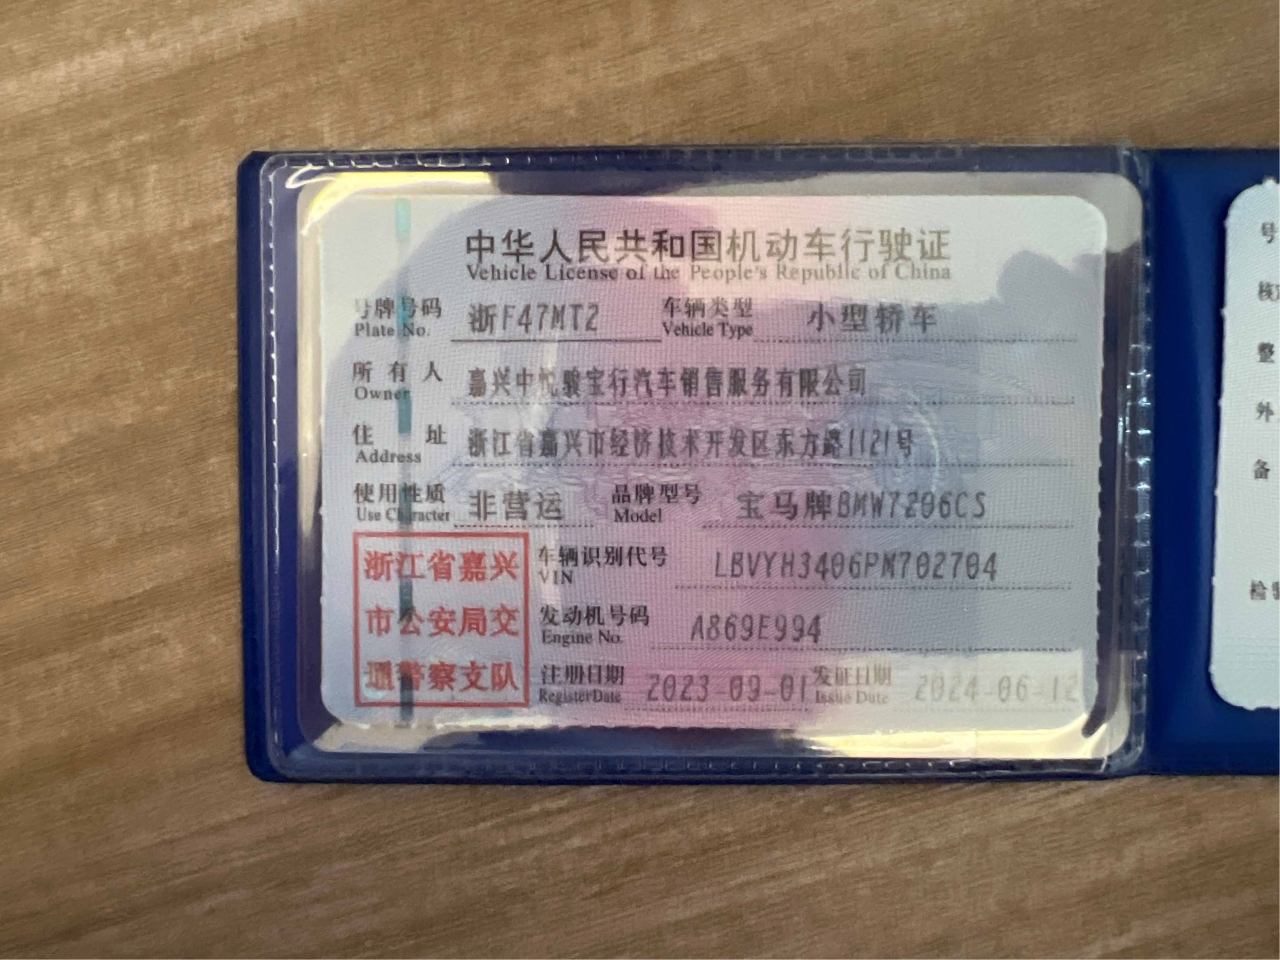 中华人民共和国机动车行驶证
Vehicle License of the People's Republic of China
号牌号码 浙F47MT2 车辆类型 小型轿车
Plate No. Vehicle Type
所有人 嘉兴中悦骏宝行汽车销售服务有限公司
Owner
住址 浙江省嘉兴市经济技术开发区东方路1121号
Address
使用性质 非营运 品牌型号 宝马牌BMW7206CS
Use Character Model
浙江省嘉兴
市公安局交
通警察支队
车辆识别代号 LBVYH3406PM702704
VIN
发动机号码 A869E994
Engine No.
注册日期 2023-09-01 发证日期 2024-06-12
Register Date Issue Date
号
核
整
外
备
检验